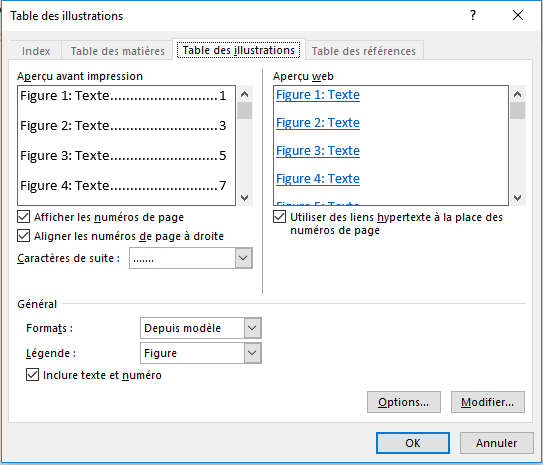 Table des illustrations
Index
Table des matières
Table des illustrations
Table des références
Aperçu avant impression
Figure 1: Texte............................1
Figure 2: Texte............................3
Figure 3: Texte............................5
Figure 4: Texte............................7
Afficher les numéros de page
Aligner les numéros de page à droite
Caractères de suite : .......
Aperçu web
Figure 1: Texte
Figure 2: Texte
Figure 3: Texte
Figure 4: Texte
Figure 5: Texte
Utiliser des liens hypertexte à la place des
numéros de page
Général
Formats : Depuis modèle
Légende : Figure
Inclure texte et numéro
Options...
Modifier...
OK
Annuler